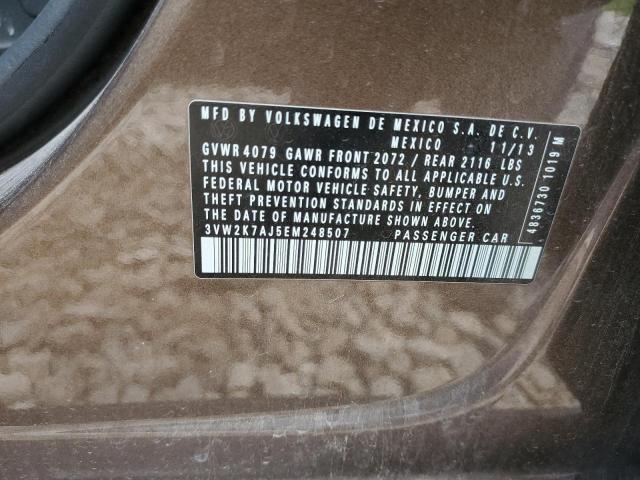 MFD BY VOLKSWAGEN DE MEXICO S.A. DE C.V.
MEXICO 11/13
GVWR 4079 GAWR FRONT 2072 / REAR 2116 LBS
THIS VEHICLE CONFORMS TO ALL APPLICABLE U.S.
FEDERAL MOTOR VEHICLE SAFETY, BUMPER AND
THEFT PREVENTION STANDARDS IN EFFECT ON
THE DATE OF MANUFACTURE SHOWN ABOVE.
3VW2K7AJ5EM248507 PASSENGER CAR
4836730 1019 M